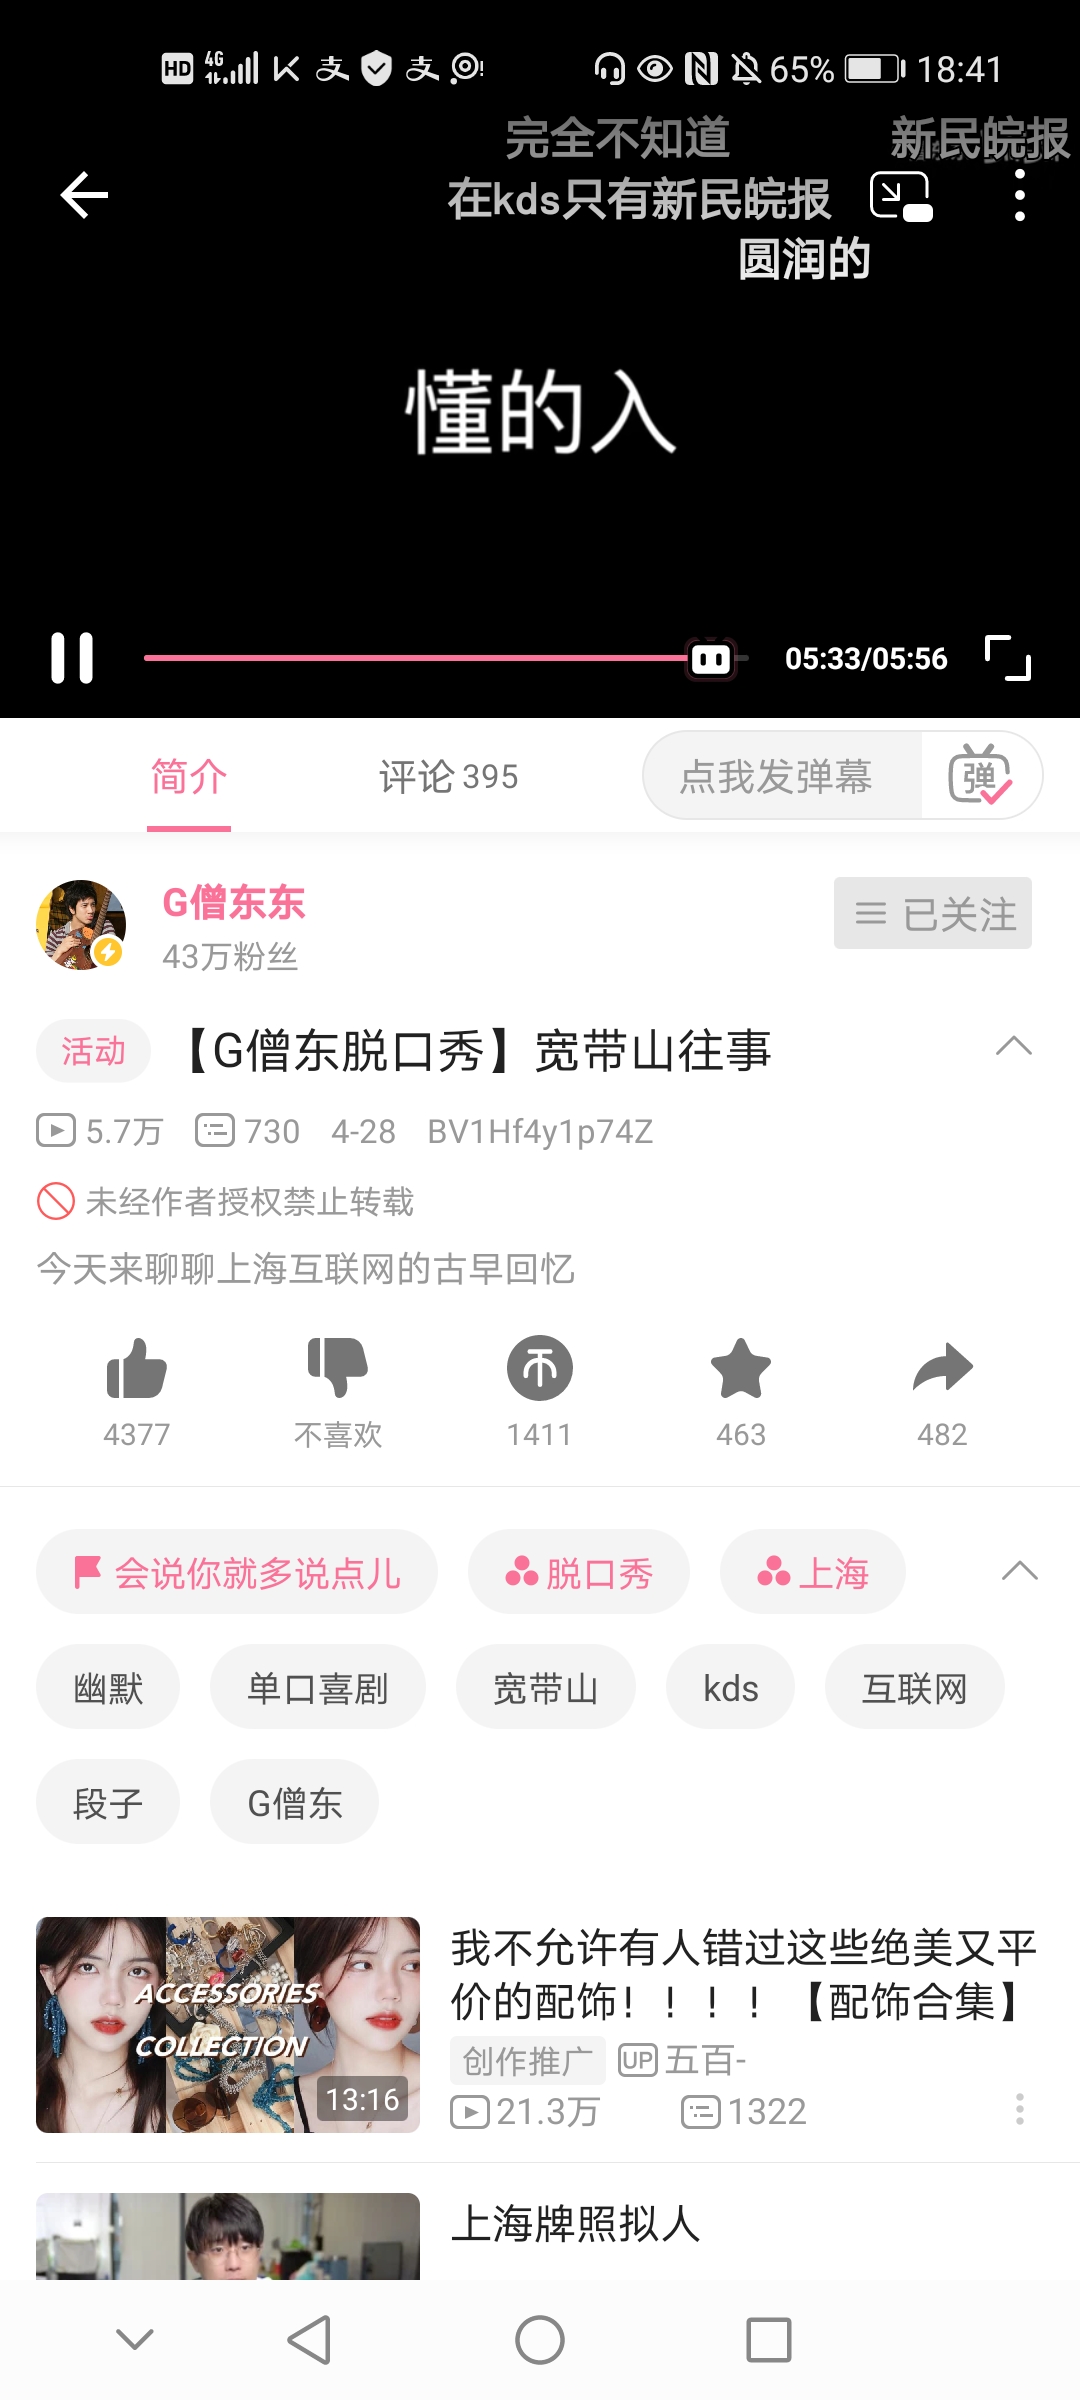 HD 4G 65% 18:41
完全不知道 新民皖报
在kds只有新民皖报
圆润的
懂的入
05:33/05:56
简介 评论 395 点我发弹幕 弹
G僧东东
43万粉丝
已关注
活动 【G僧东脱口秀】宽带山往事
5.7万 730 4-28 BV1Hf4y1p74Z
未经作者授权禁止转载
今天来聊聊上海互联网的古早回忆
4377 不喜欢 1411 463 482
会说你就多说点儿 脱口秀 上海
幽默 单口喜剧 宽带山 kds 互联网
段子 G僧东
ACCESSORIES
COLLECTION
13:16
我不允许有人错过这些绝美又平
价的配饰！！！！【配饰合集】
创作推广 UP 五百-
21.3万 1322
上海牌照拟人